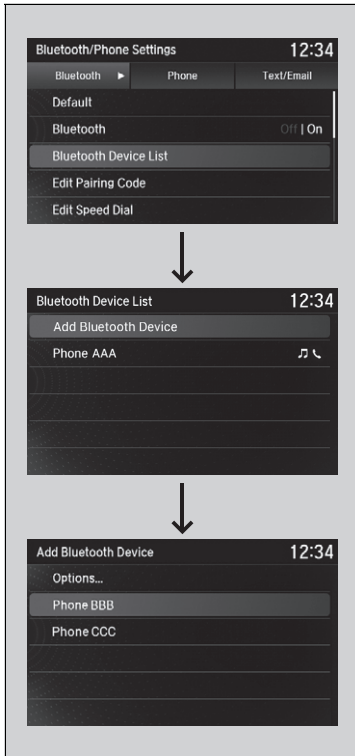 Bluetooth/Phone Settings 12:34
Bluetooth Phone Text/Email
Default
Bluetooth Off | On
Bluetooth Device List
Edit Pairing Code
Edit Speed Dial
Bluetooth Device List 12:34
Add Bluetooth Device
Phone AAA
Add Bluetooth Device 12:34
Options...
Phone BBB
Phone CCC